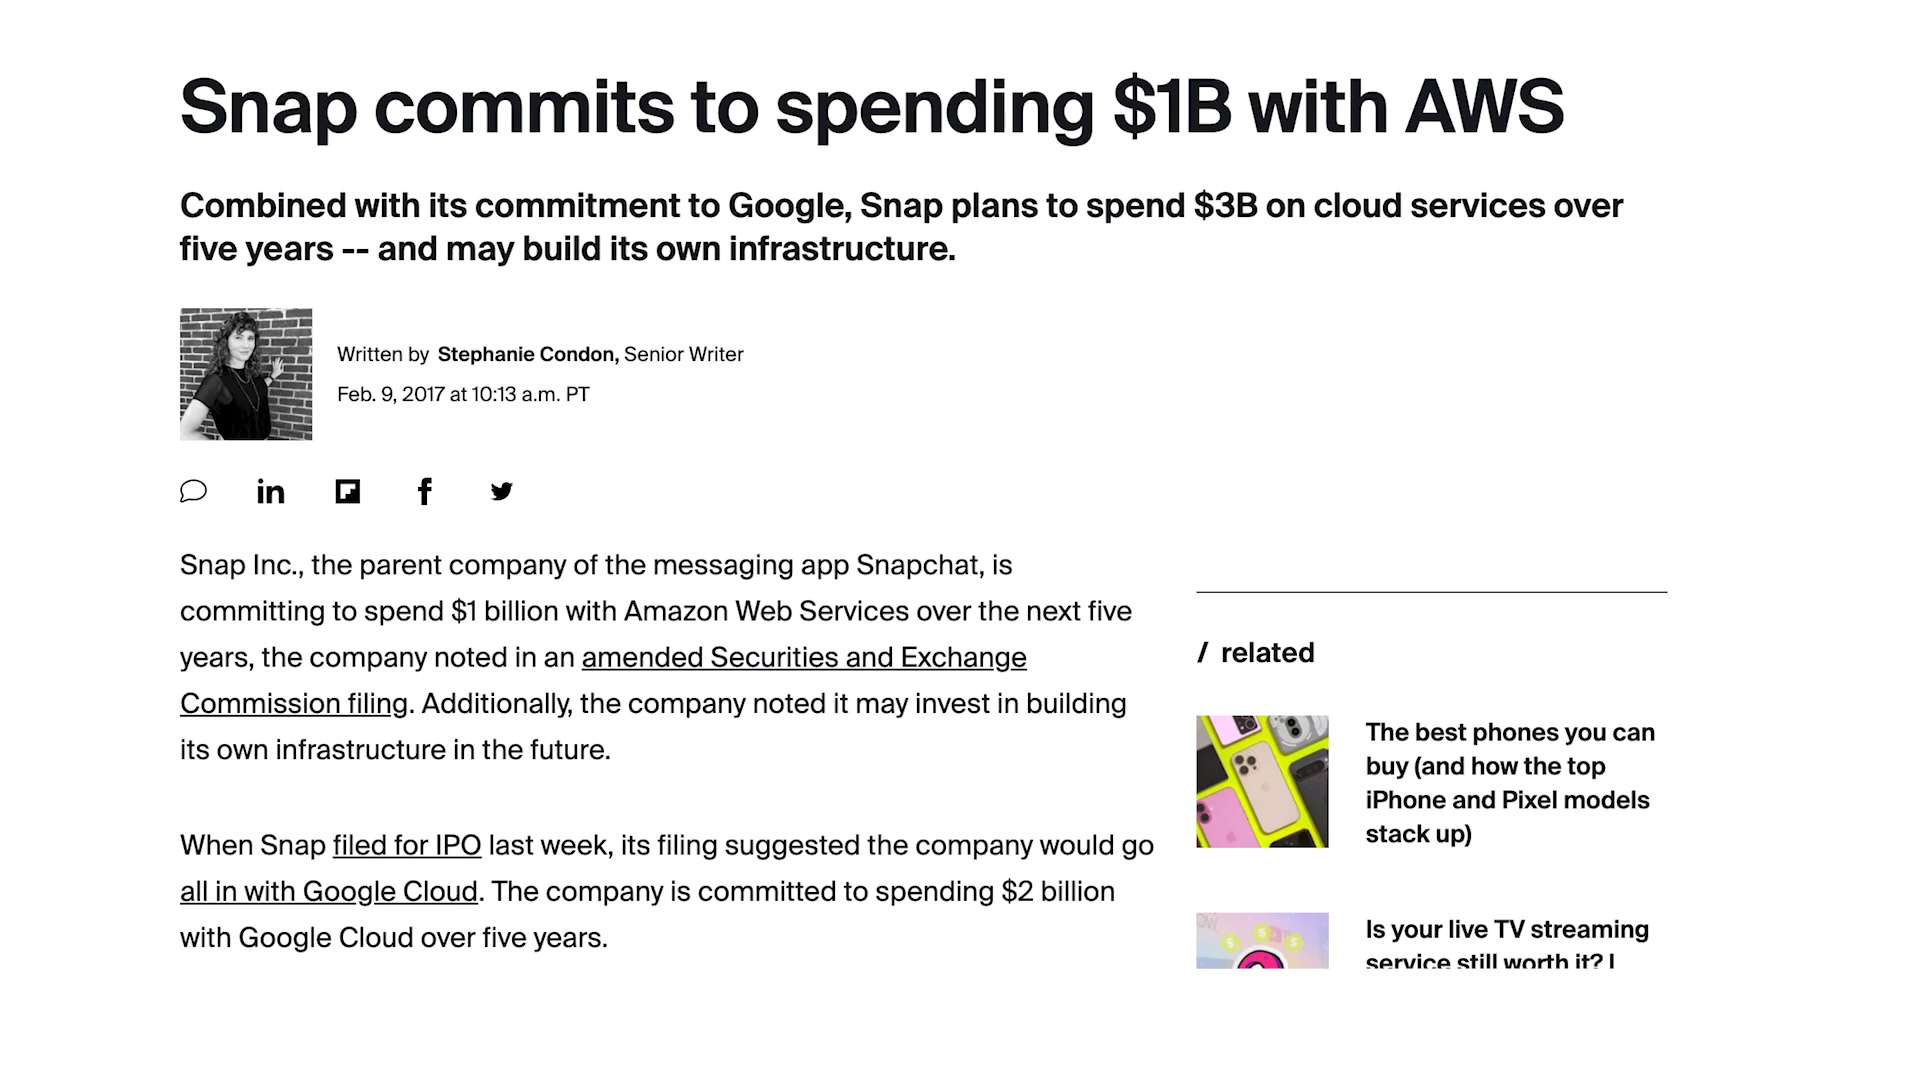 Snap commits to spending $1B with AWS
Combined with its commitment to Google, Snap plans to spend $3B on cloud services over
five years -- and may build its own infrastructure.
Written by Stephanie Condon, Senior Writer
Feb. 9, 2017 at 10:13 a.m. PT
Snap Inc., the parent company of the messaging app Snapchat, is
committing to spend $1 billion with Amazon Web Services over the next five
years, the company noted in an amended Securities and Exchange
Commission filing. Additionally, the company noted it may invest in building
its own infrastructure in the future.
When Snap filed for IPO last week, its filing suggested the company would go
all in with Google Cloud. The company is committed to spending $2 billion
with Google Cloud over five years.
/ related
The best phones you can
buy (and how the top
iPhone and Pixel models
stack up)
Is your live TV streaming
service still worth it? I